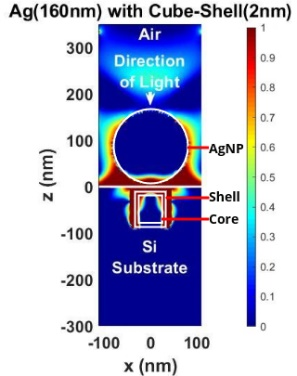 Ag(160nm) with Cube-Shell(2nm)
Air
Direction
of Light
AgNP
Shell
Core
Si
Substrate
z (nm)
300
200
100
0
-100
-200
-300
-100 0 100
x (nm)
1
0.9
0.8
0.7
0.6
0.5
0.4
0.3
0.2
0.1
0